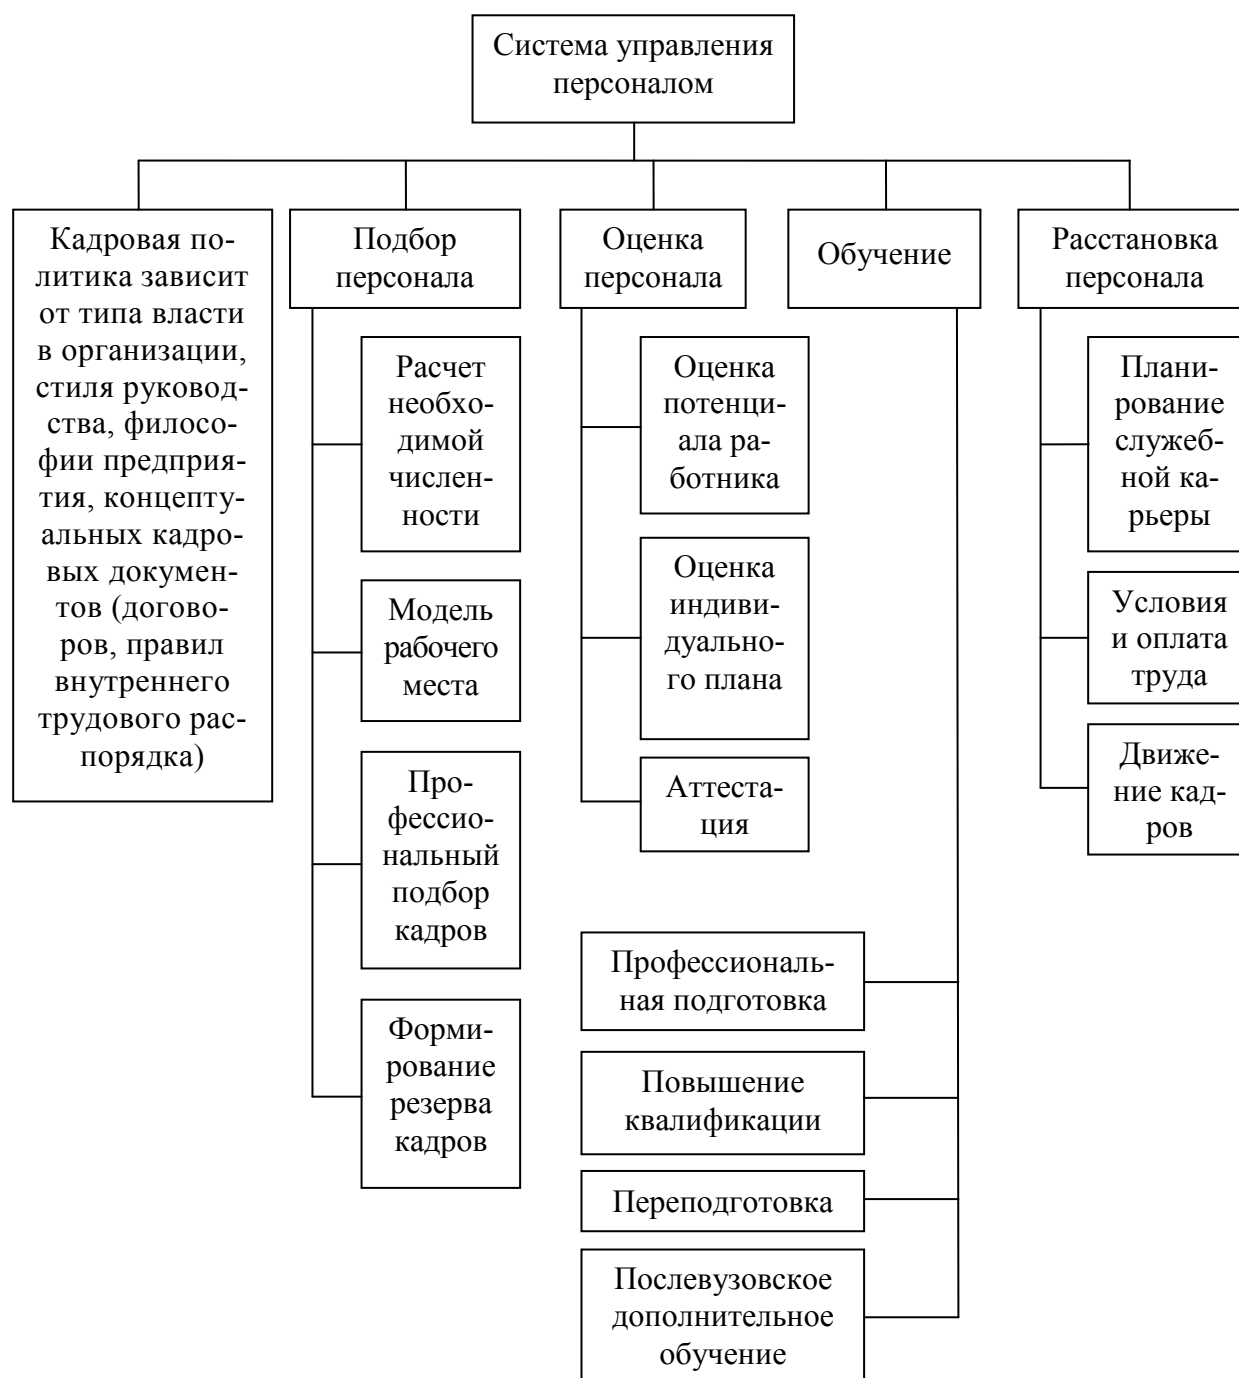 Система управления
персоналом
Кадровая по-
литика зависит
от типа власти
в организации,
стиля руковод-
ства, филосо-
фии предприя-
тия, концепту-
альных кадро-
вых докумен-
тов (догово-
ров, правил
внутреннего
трудового рас-
порядка)
Подбор
персонала
Расчет
необхо-
димой
числен-
ности
Модель
рабочего
места
Про-
фессио-
нальный
подбор
кадров
Форми-
рование
резерва
кадров
Оценка
персонала
Оценка
потенци-
ала ра-
ботника
Оценка
индиви-
дуально-
го плана
Аттеста-
ция
Обучение
Профессиональ-
ная подготовка
Повышение
квалификации
Переподготовка
Послевузовское
дополнительное
обучение
Расстановка
персонала
Плани-
рование
служеб-
ной ка-
рьеры
Условия
и оплата
труда
Движе-
ние кад-
ров